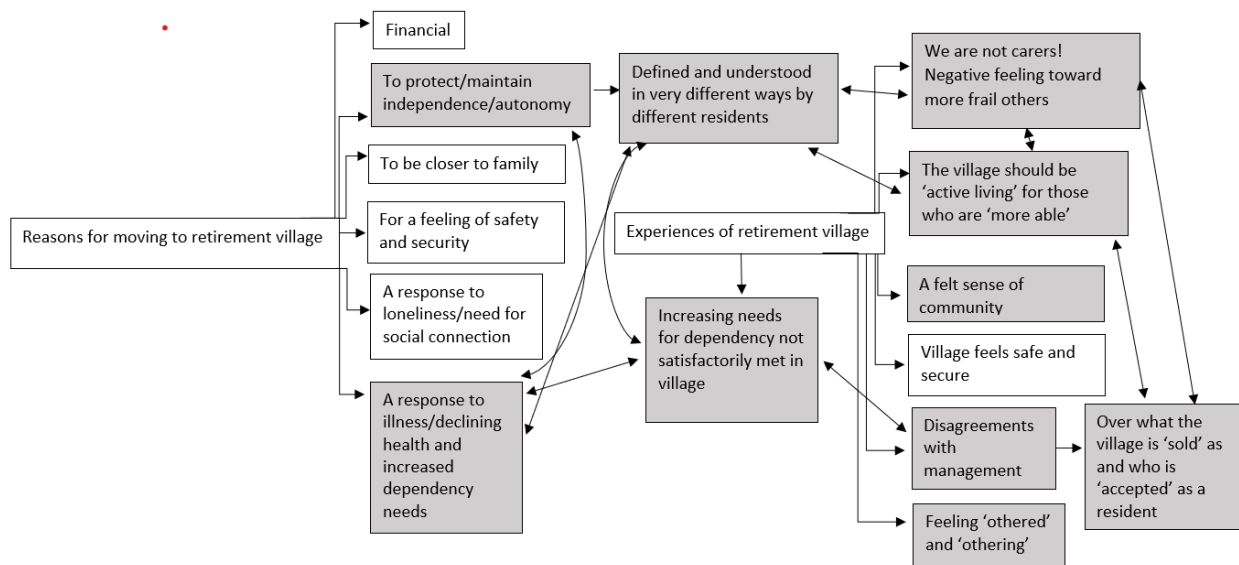 Financial
To protect/maintain
independence/autonomy
To be closer to family
Reasons for moving to retirement village
For a feeling of safety
and security
A response to
loneliness/need for
social connection
A response to
illness/declining
health and
increased
dependency
needs
Defined and understood
in very different ways by
different residents
Experiences of retirement village
Increasing needs
for dependency not
satisfactorily met in
village
We are not carers!
Negative feeling toward
more frail others
The village should be
‘active living’ for those
who are ‘more able’
A felt sense of
community
Village feels safe and
secure
Disagreements
with
management
Over what the
village is ‘sold’ as
and who is
‘accepted’ as a
resident
Feeling ‘othered’
and ‘othering’